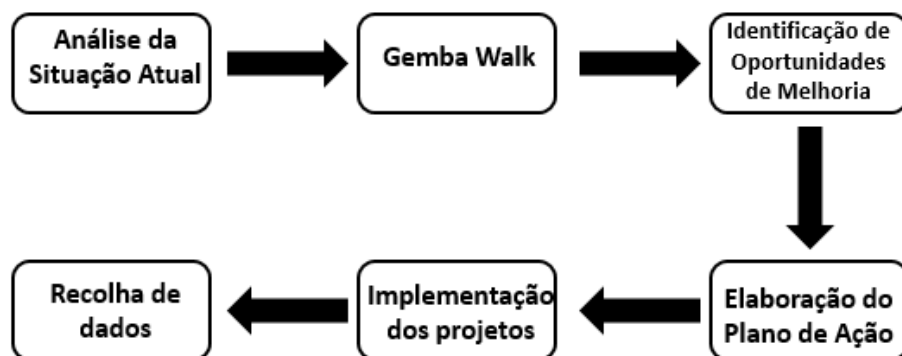 Análise da
Situação Atual
Gemba Walk
Identificação de
Oportunidades
de Melhoria
Elaboração do
Plano de Ação
Implementação
dos projetos
Recolha de
dados